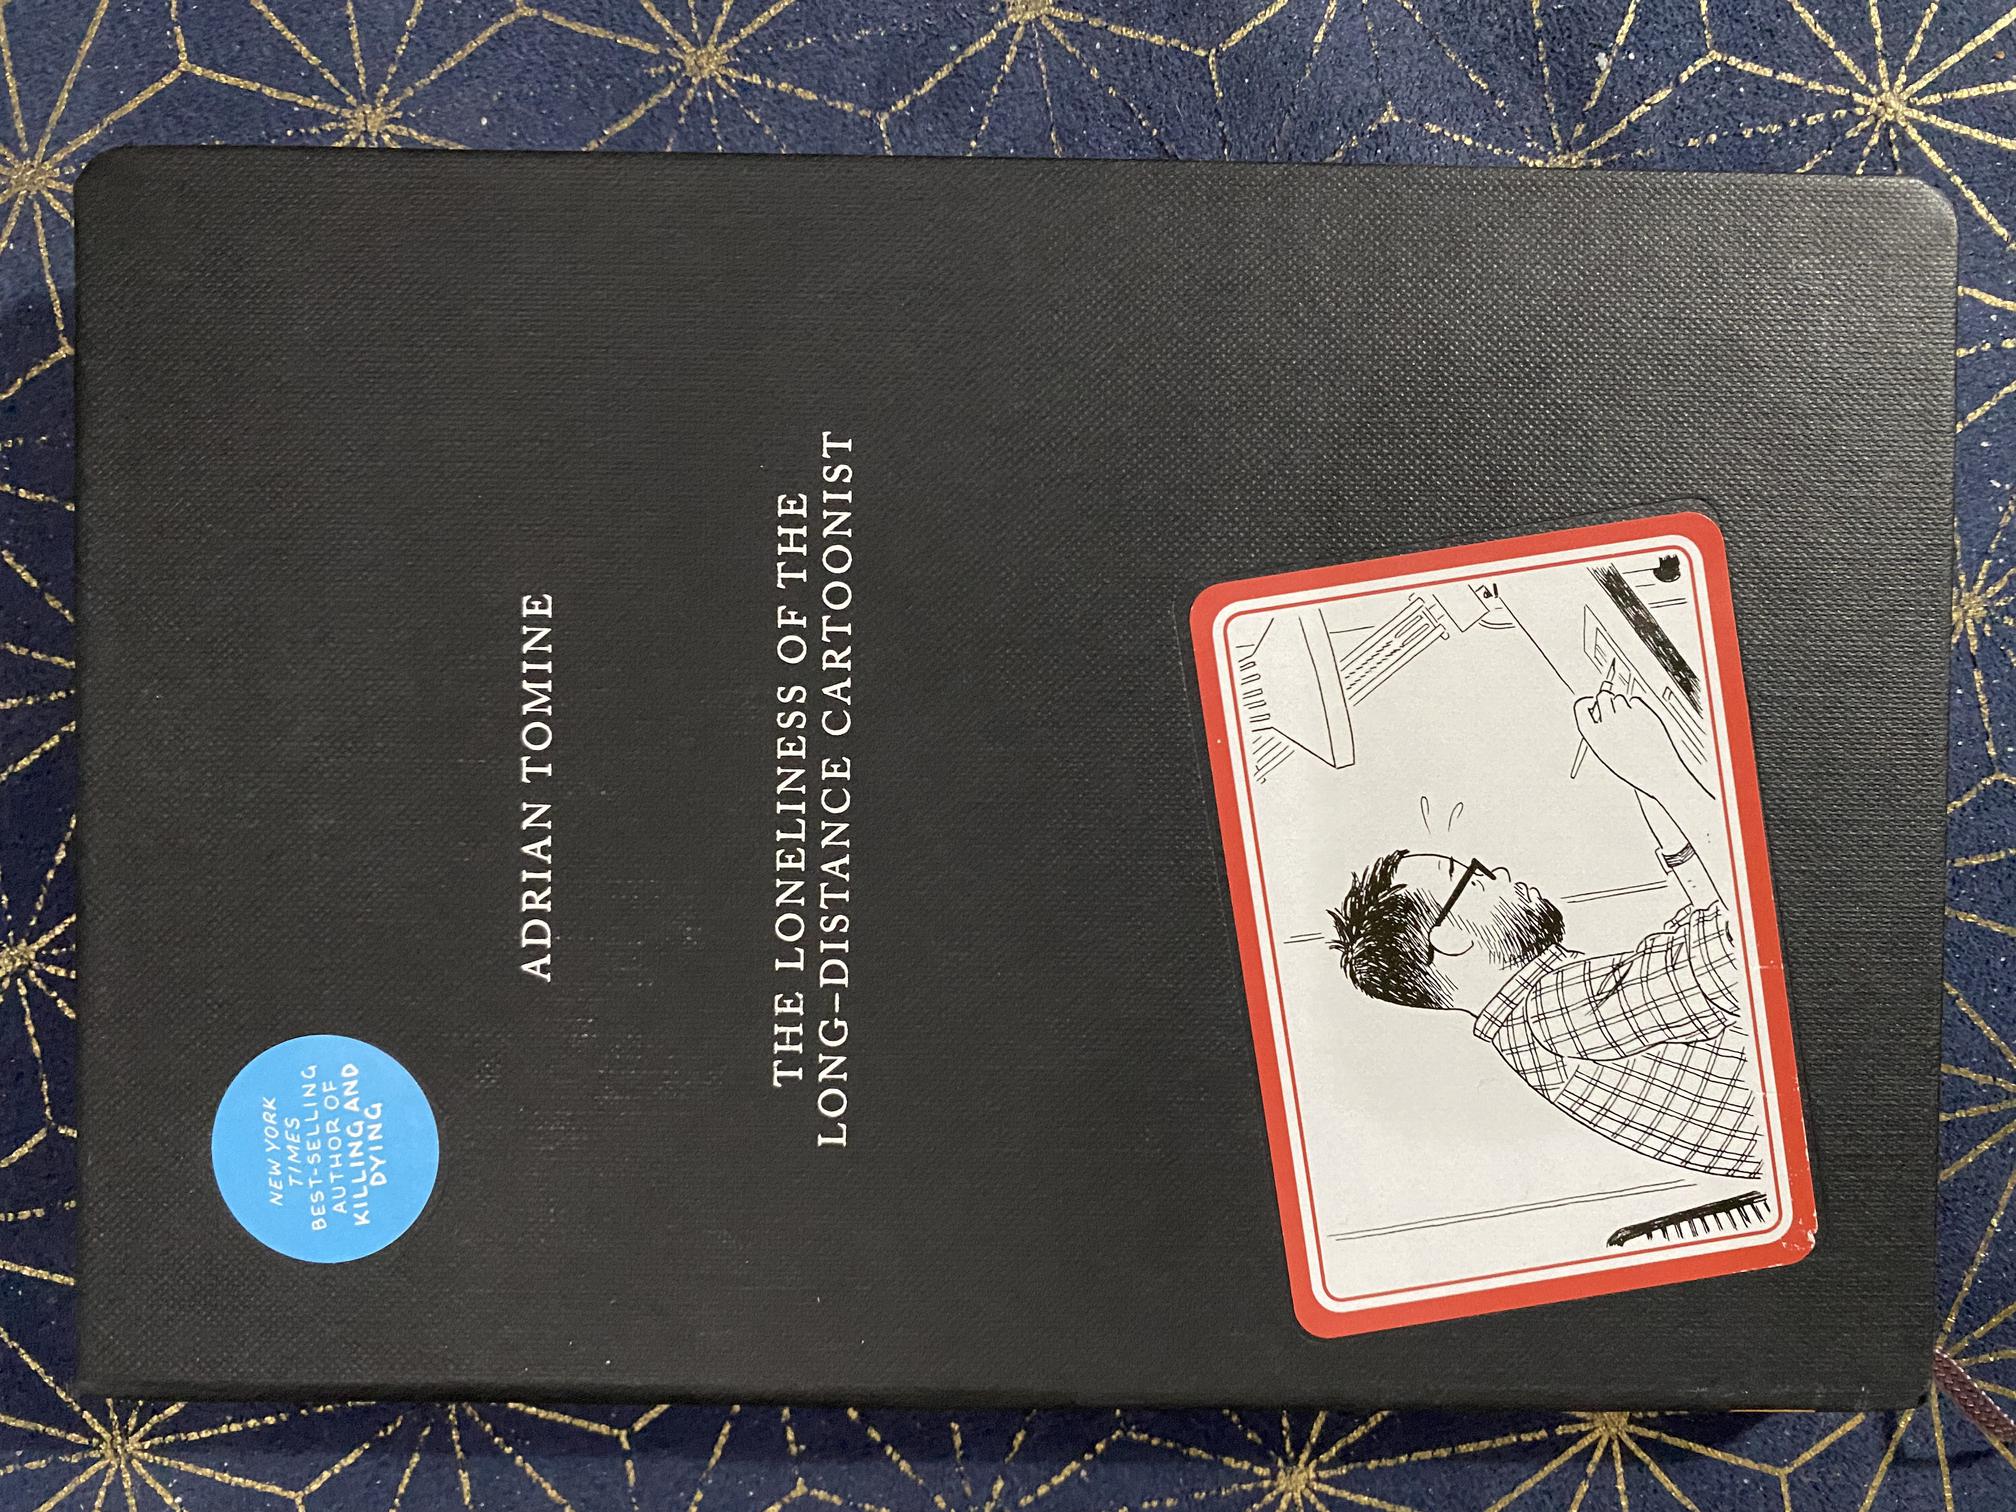 NEW YORK
TIMES
BEST-SELLING
AUTHOR OF
KILLING AND
DYING
ADRIAN TOMINE
THE LONELINESS OF THE
LONG–DISTANCE CARTOONIST